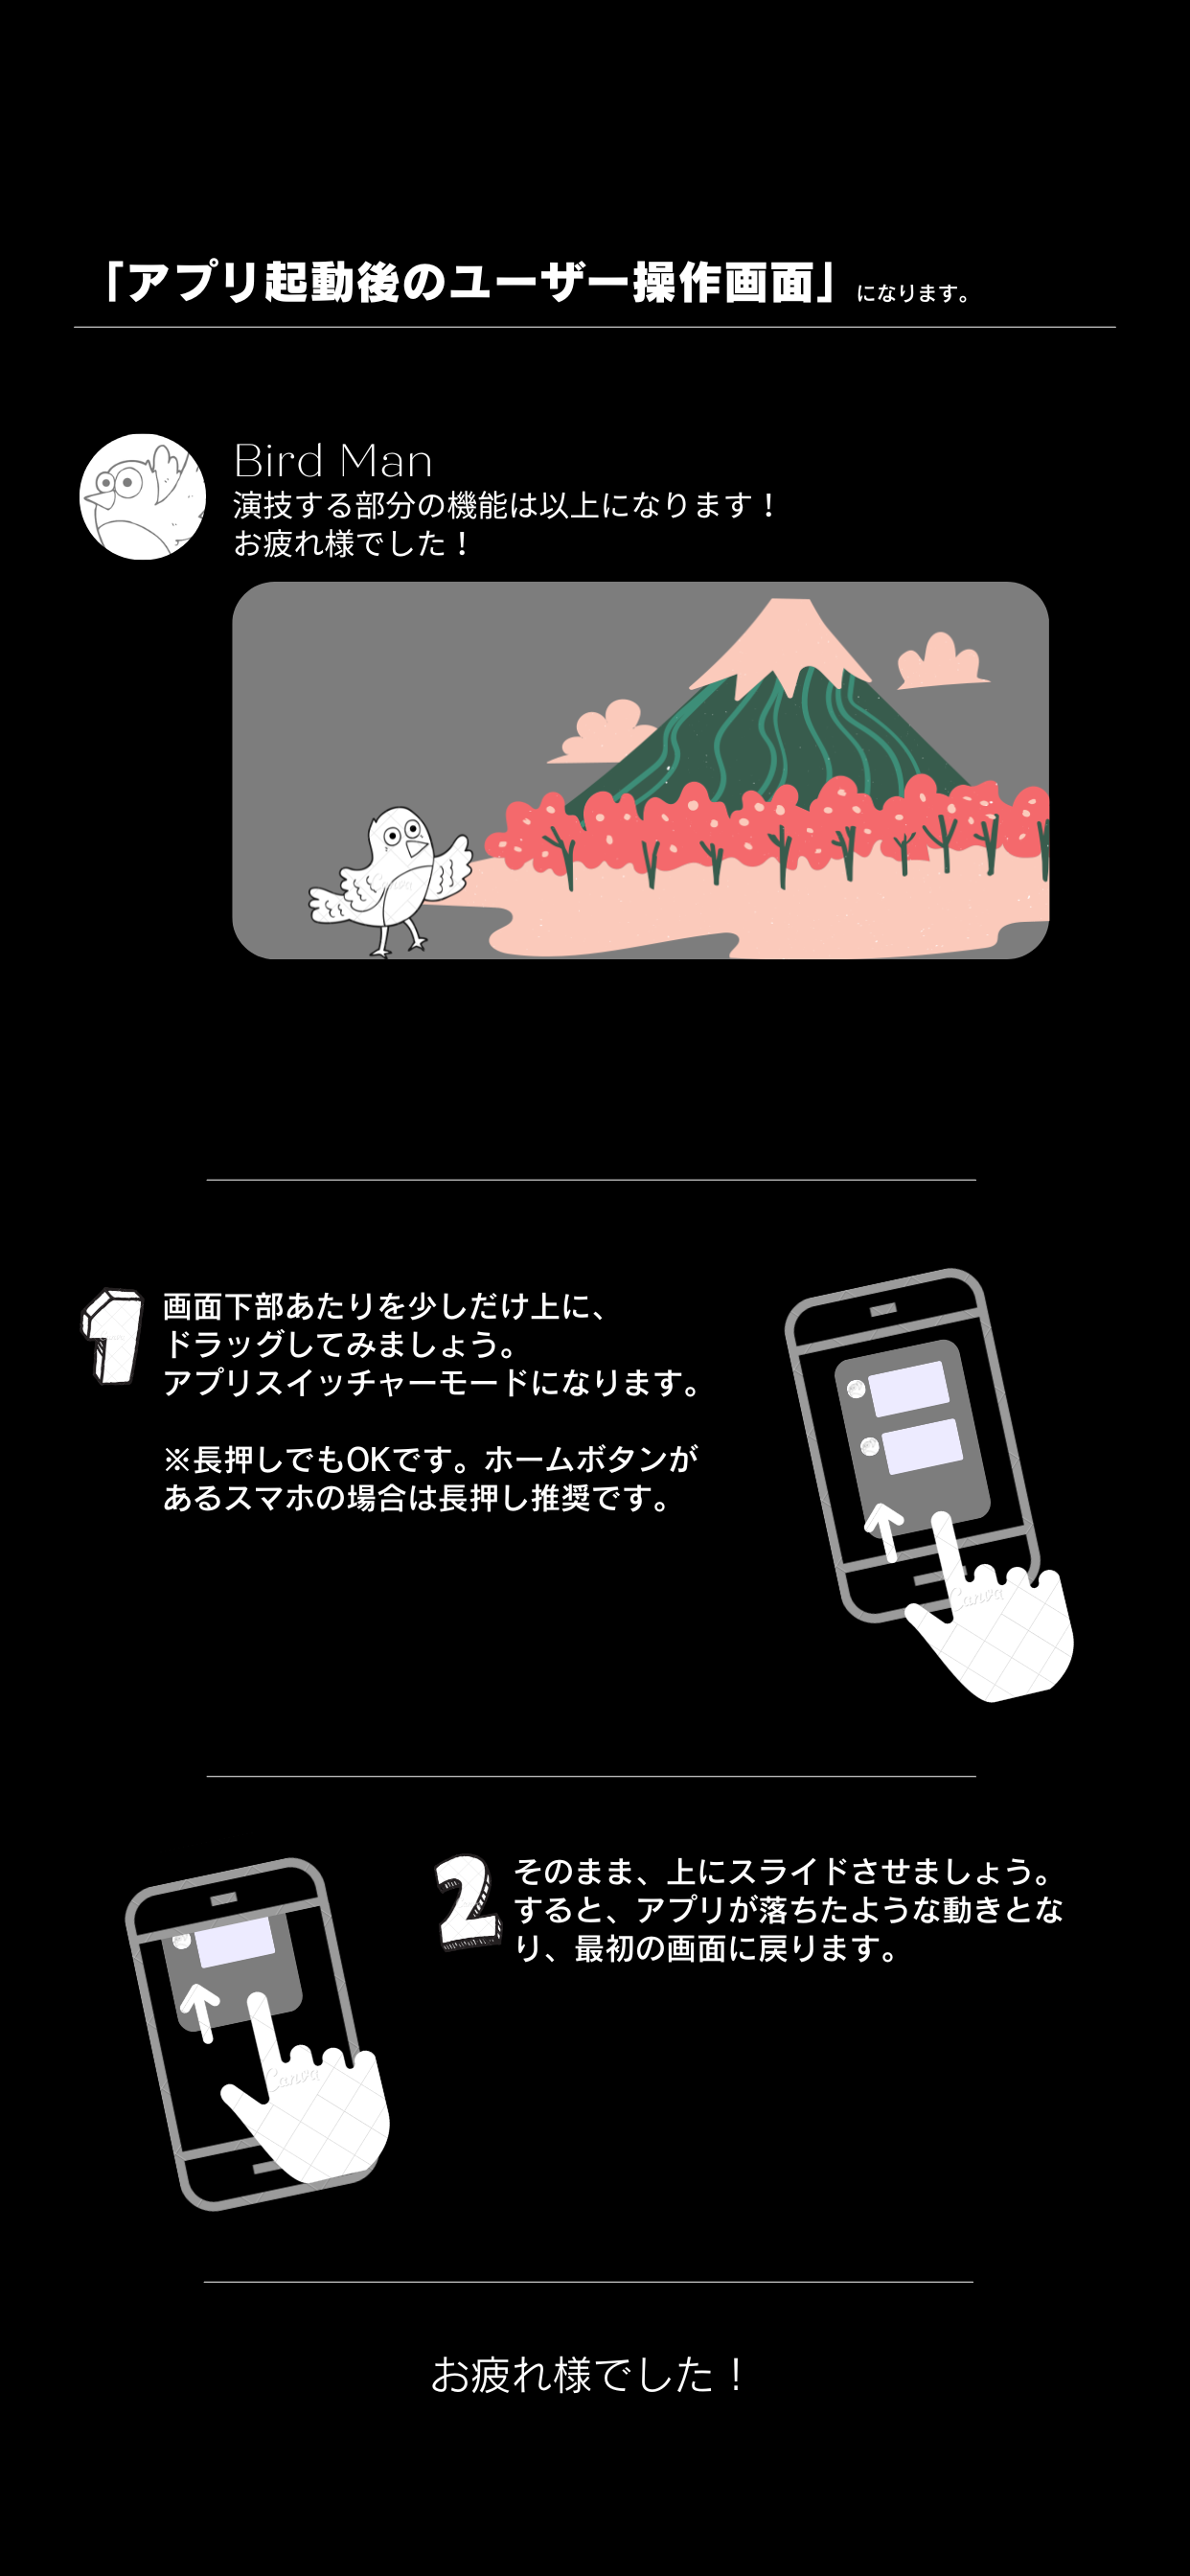 「アプリ起動後のユーザー操作画面」になります。
Bird Man
演技する部分の機能は以上になります！
お疲れ様でした！
Canva
1
画面下部あたりを少しだけ上に、
ドラッグしてみましょう。
アプリスイッチャーモードになります。
※長押しでもOKです。ホームボタンが
あるスマホの場合は長押し推奨です。
Canva
2
そのまま、上にスライドさせましょう。
すると、アプリが落ちたような動きとな
り、最初の画面に戻ります。
Canva
お疲れ様でした！